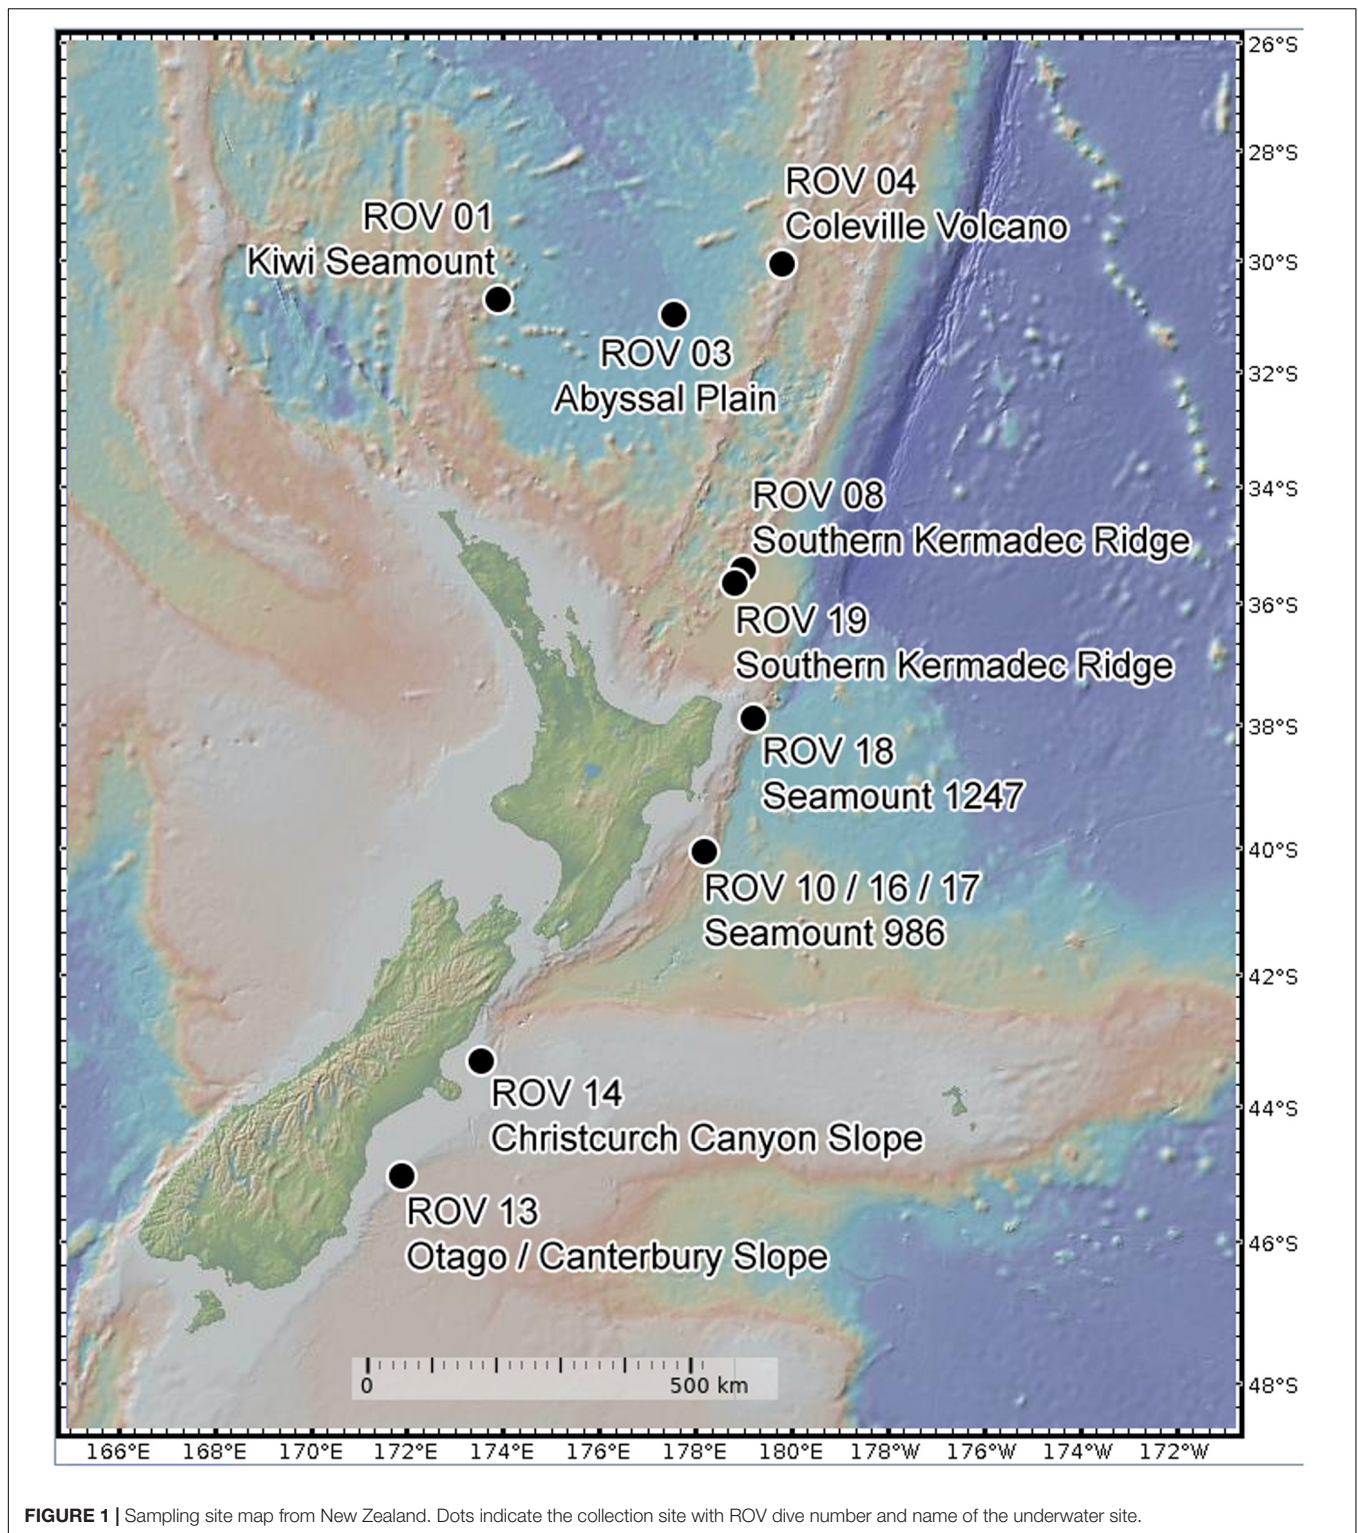 26°S
28°S
ROV 04
Coleville Volcano
ROV 01
Kiwi Seamount
30°S
ROV 03
Abyssal Plain
32°S
34°S
ROV 08
Southern Kermadec Ridge
36°S
ROV 19
Southern Kermadec Ridge
38°S
ROV 18
Seamount 1247
40°S
ROV 10 / 16 / 17
Seamount 986
42°S
ROV 14
Christcurch Canyon Slope
44°S
ROV 13
Otago / Canterbury Slope
46°S
0 500 km
48°S
166°E 168°E 170°E 172°E 174°E 176°E 178°E 180°E 178°W 176°W 174°W 172°W
FIGURE 1 | Sampling site map from New Zealand. Dots indicate the collection site with ROV dive number and name of the underwater site.